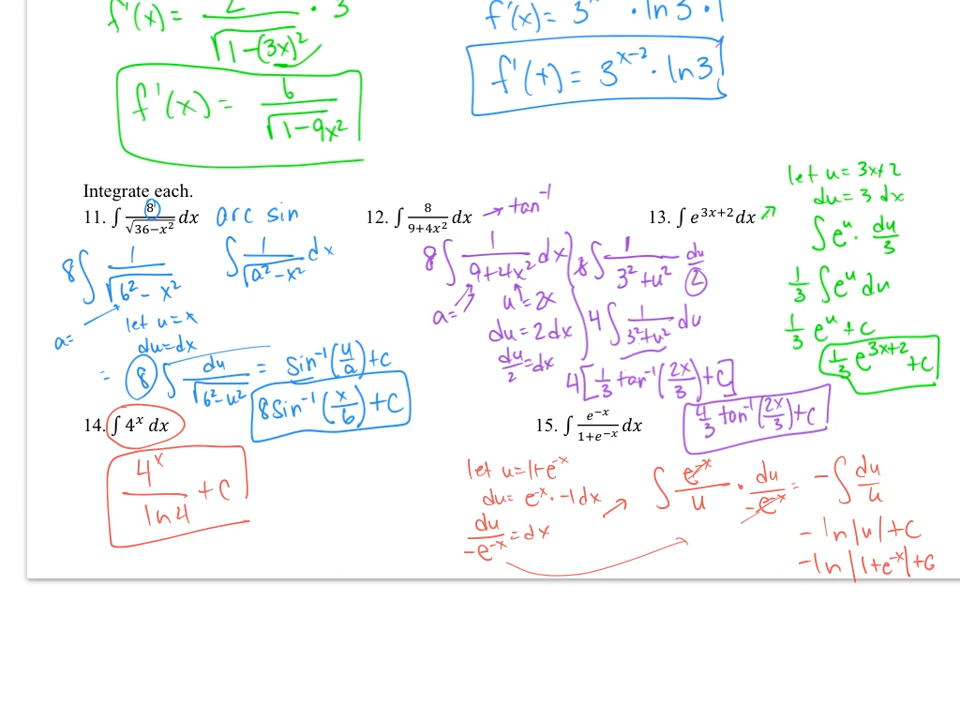 f'(x) = 2/√(1-(3x)²) · 3
f'(x) = 6/√(1-9x²)
· ln 3 · 1
f'(x) = 3^(x-2) · ln 3
Integrate each.
11. ∫ 8/√(36−x²) dx arc sin
8∫ 1/√(6² - x²) ∫ 1/√(a² - x²) dx
a=
let u = x
du = dx
= 8 ∫ du/√(6² - u²) = sin⁻¹(u/a) + C
8 sin⁻¹(x/6) + C
12. ∫ 8/(9+4x²) dx → tan⁻¹
8∫ 1/(9+4x²) dx
a=
u = 2x
du = 2dx
du/2 = dx
8∫ 1/(3² + u²) du/2
4∫ 1/(3² + u²) du
4[1/3 tan⁻¹(2x/3) + C]
4/3 tan⁻¹(2x/3) + C
13. ∫ e^(3x+2) dx
let u = 3x+2
du = 3 dx
∫ e^u · du/3
1/3 ∫ e^u du
1/3 e^u + C
1/3 e^(3x+2) + C
14. ∫ 4^x dx
4^x/ln 4 + C
15. ∫ e^(−x)/(1+e^(−x)) dx
let u = 1+e^(-x)
du = e^(-x) · -1dx
du/-e^(-x) = dx
∫ e^(-x)/u · du/-e^(-x) = -∫ du/u
- ln|u| + C
-ln|1+e^(-x)| + C